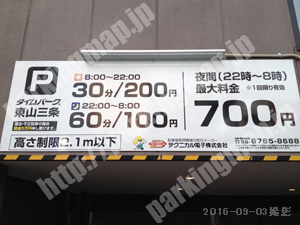 P
タイムパーク
東山三条
8:00〜22:00
30分/200円
22:00〜8:00
60分/100円
夜間(22時〜8時)
最大料金 ※1回限り有効
700円
高さ制限2.1m以下
テクニカル電子株式会社
6765-8688
http://parkingmap.jp
2016-09-03撮影